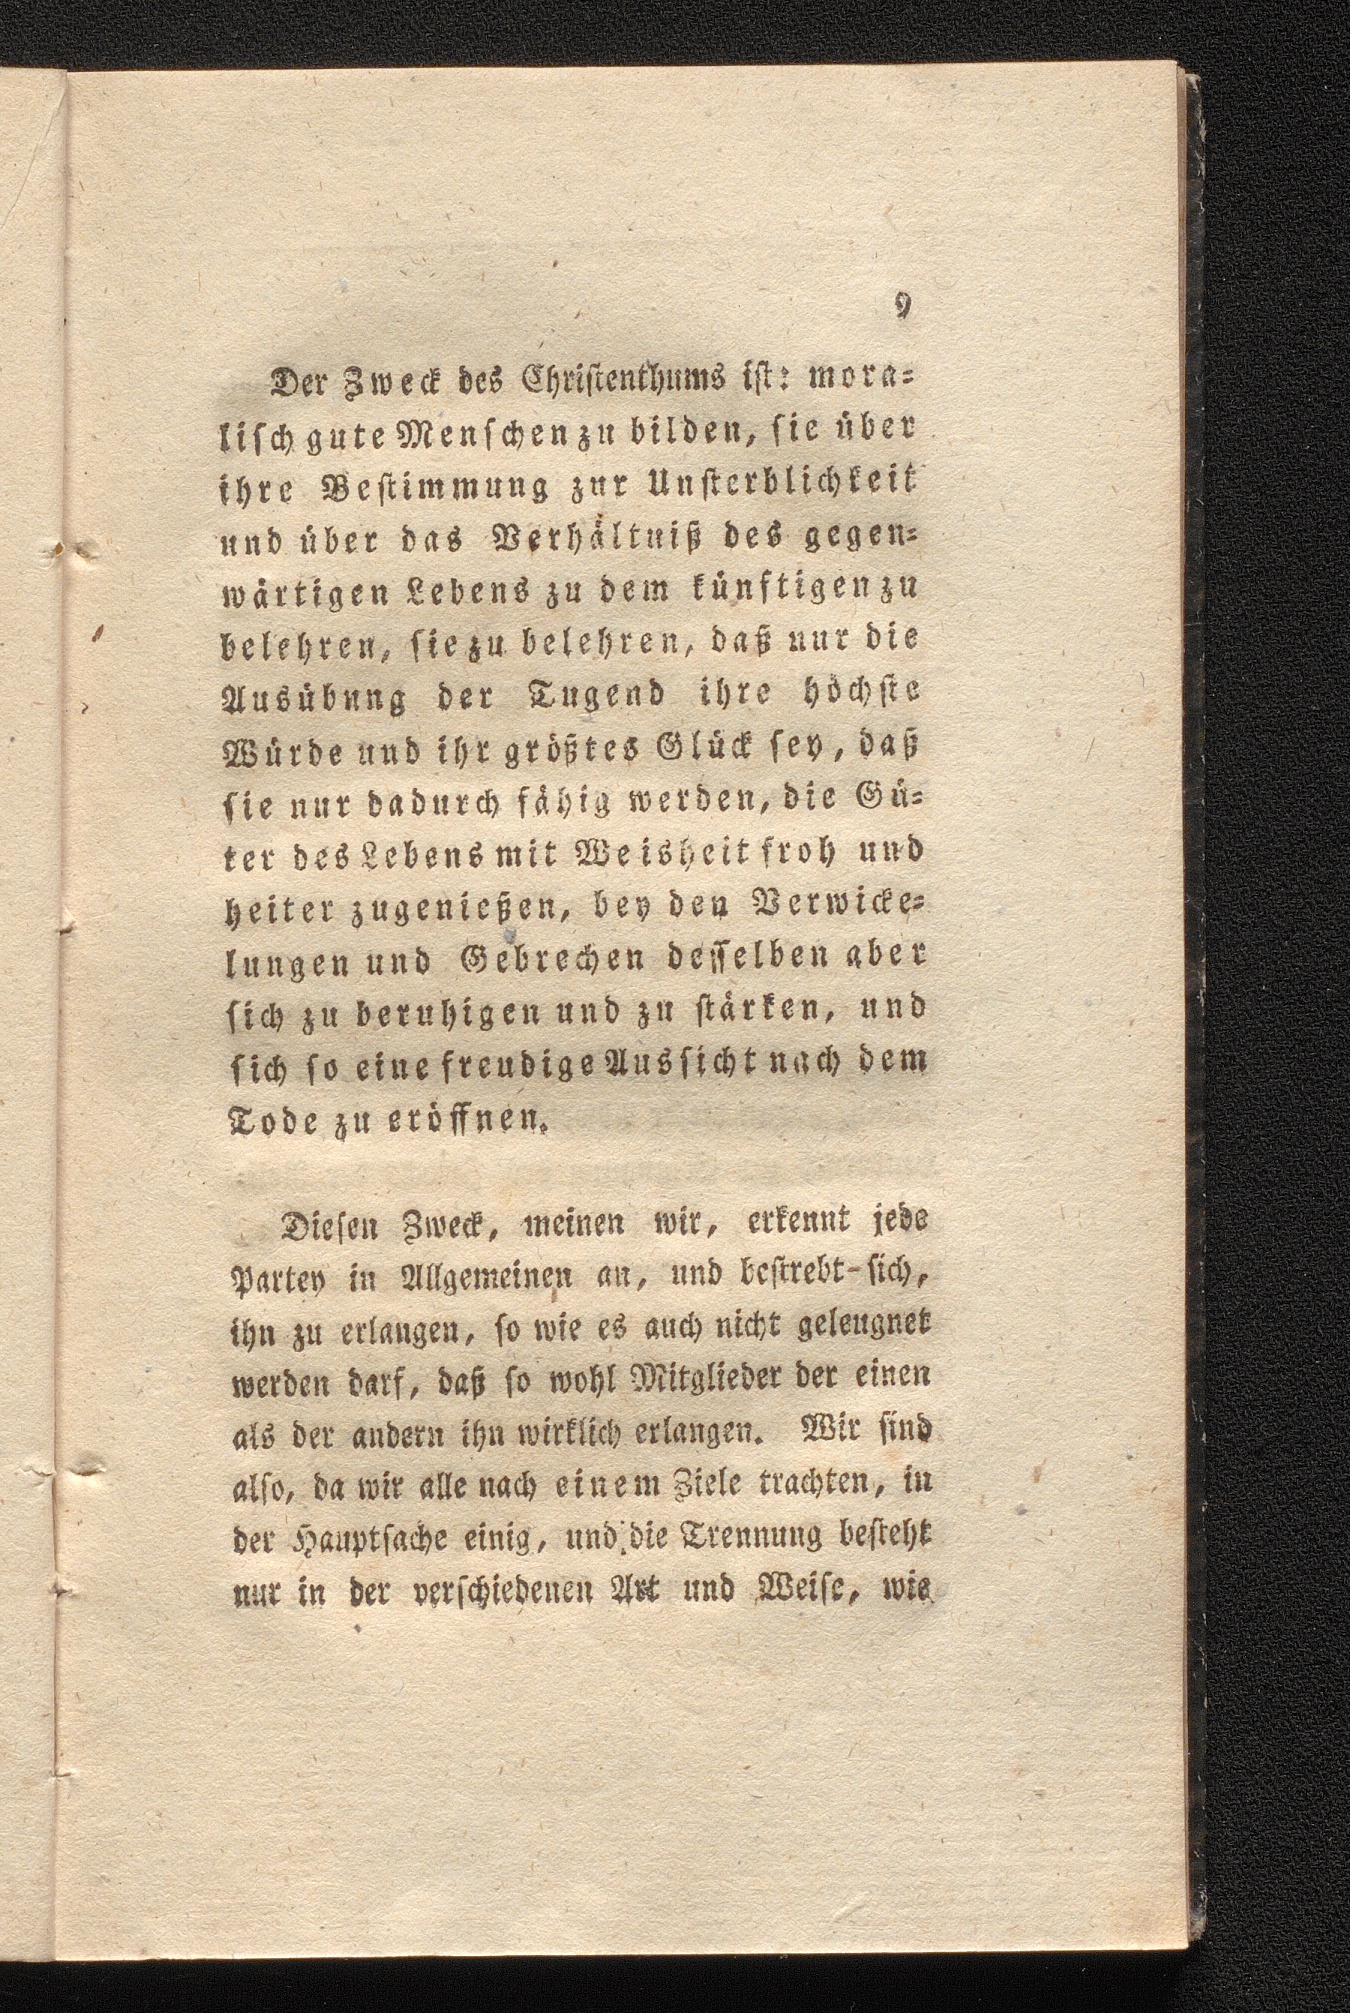 9
Der Zweck des Christenthums ist: mora-
lisch gute Menschen zu bilden, sie über
ihre Bestimmung zur Unsterblichkeit
und über das Verhältniß des gegen-
wärtigen Lebens zu dem künftigen zu
belehren, sie zu belehren, daß nur die
Ausübung der Tugend ihre höchste
Würde und ihr größtes Glück sey, daß
sie nur dadurch fähig werden, die Gü-
ter des Lebens mit Weisheit froh und
heiter zu genießen, bey den Verwicke-
lungen und Gebrechen desselben aber
sich zu beruhigen und zu stärken, und
sich so eine freudige Aussicht nach dem
Tode zu eröffnen.
Diesen Zweck, meinen wir, erkennt jede
Partey in Allgemeinen an, und bestrebt-sich,
ihn zu erlangen, so wie es auch nicht geleugnet
werden darf, daß so wohl Mitglieder der einen
als der andern ihn wirklich erlangen. Wir sind
also, da wir alle nach einem Ziele trachten, in
der Hauptsache einig, und die Trennung besteht
nur in der verschiedenen Art und Weise, wie